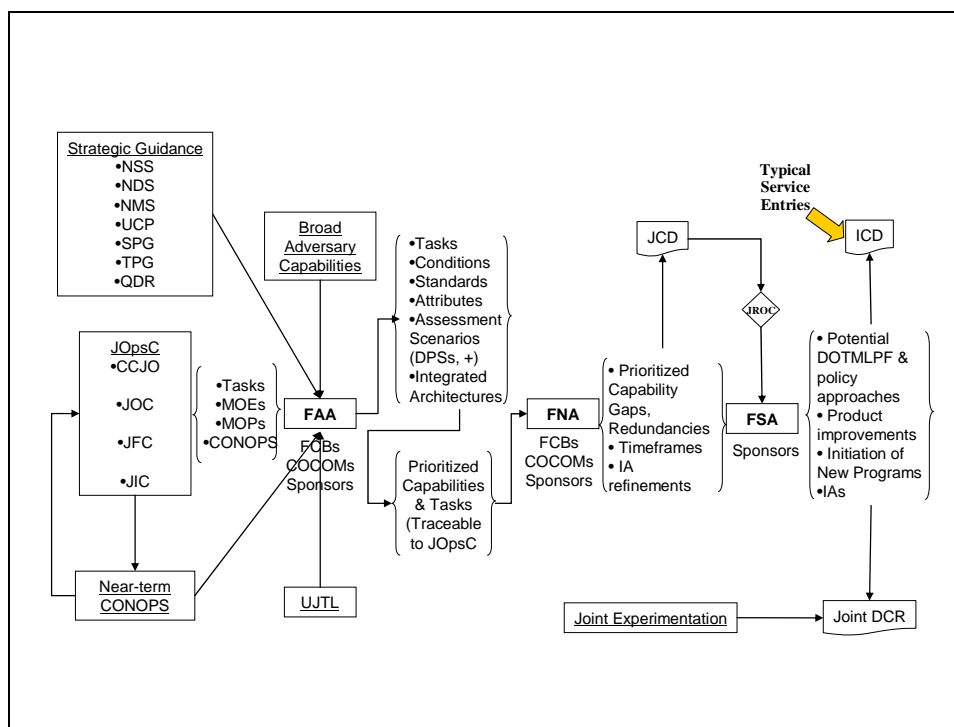 Strategic Guidance
•NSS
•NDS
•NMS
•UCP
•SPG
•TPG
•QDR
JOpsC
•CCJO
•JOC
•JFC
•JIC
Near-term
CONOPS
•Tasks
•MOEs
•MOPs
•CONOPS
Broad
Adversary
Capabilities
FAA
FCBs
COCOMs
Sponsors
UJTL
•Tasks
•Conditions
•Standards
•Attributes
•Assessment
Scenarios
(DPSs, +)
•Integrated
Architectures
Prioritized
Capabilities
& Tasks
(Traceable
to JOpsC
FNA
FCBs
COCOMs
Sponsors
• Prioritized
Capability
Gaps,
Redundancies
• Timeframes
• IA
refinements
JCD
JROC
FSA
Sponsors
Typical
Service
Entries
ICD
• Potential
DOTMLPF &
policy
approaches
• Product
improvements
• Initiation of
New Programs
•IAs
Joint Experimentation
Joint DCR